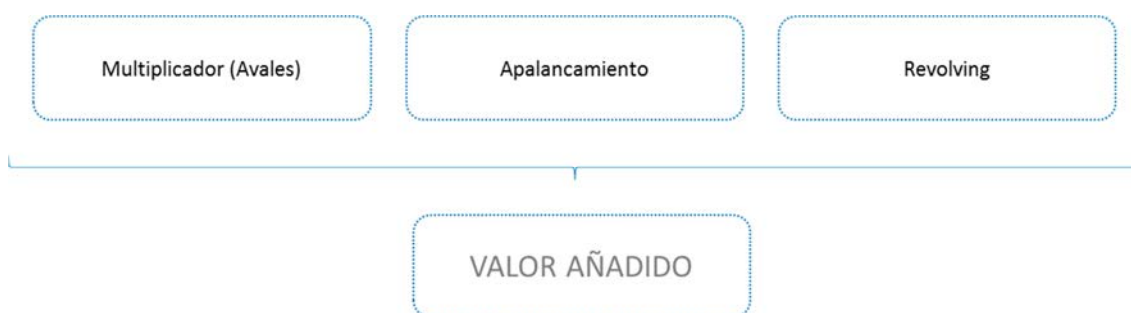 Multiplicador (Avales)
Apalancamiento
Revolving
VALOR AÑADIDO